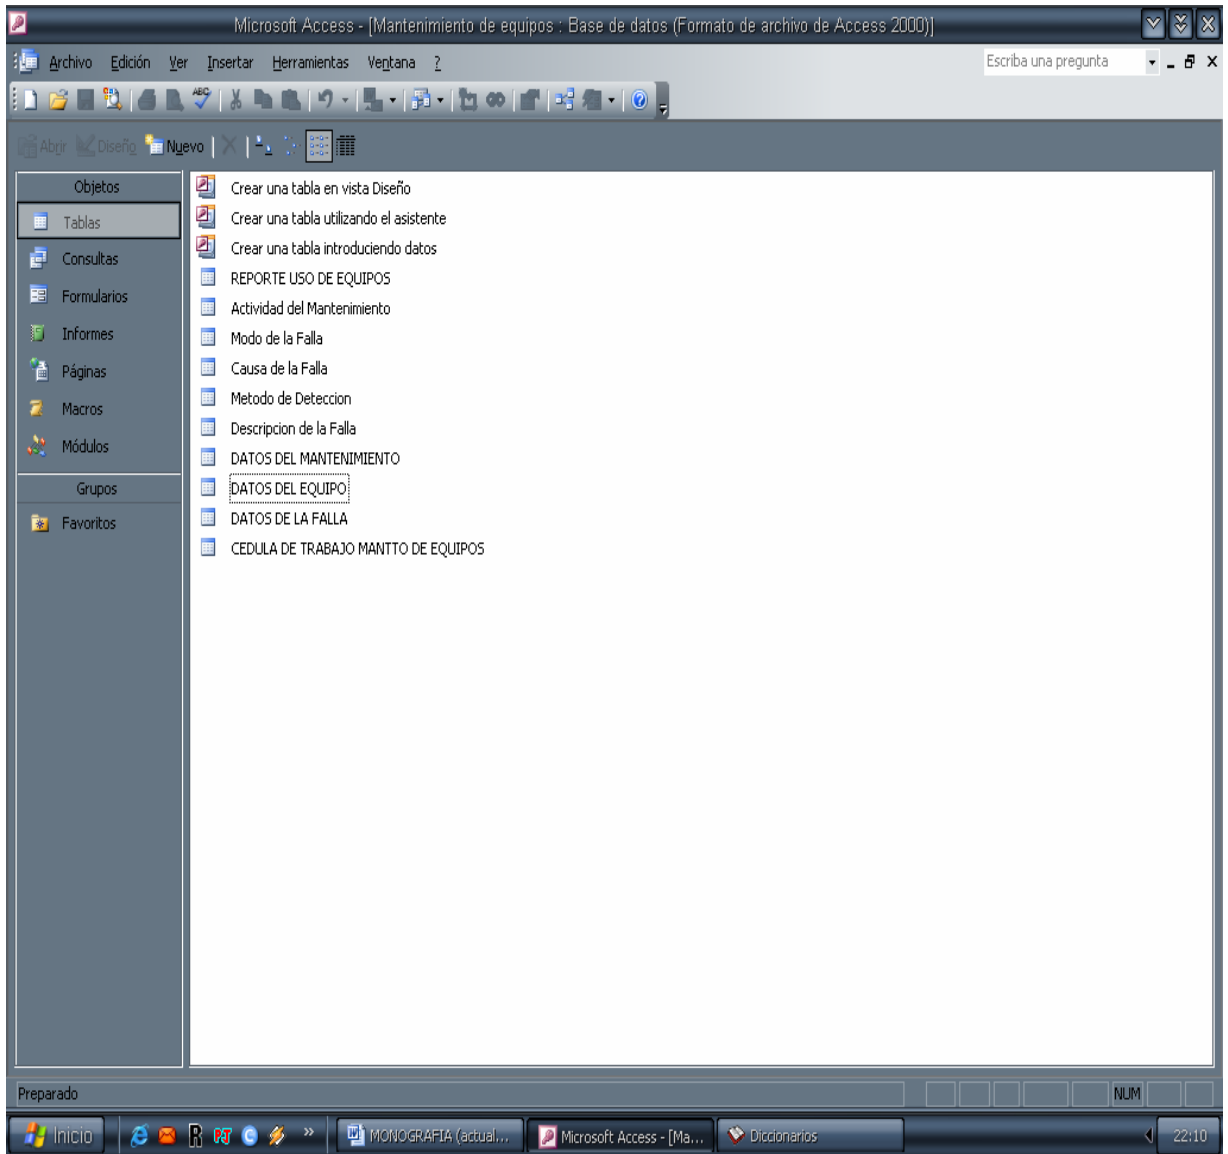 Microsoft Access - [Mantenimiento de equipos : Base de datos (Formato de archivo de Access 2000)]
Archivo Edición Ver Insertar Herramientas Ventana ? Escriba una pregunta
Abrir Diseño Nuevo
Objetos
Tablas
Consultas
Formularios
Informes
Páginas
Macros
Módulos
Grupos
Favoritos
Crear una tabla en vista Diseño
Crear una tabla utilizando el asistente
Crear una tabla introduciendo datos
REPORTE USO DE EQUIPOS
Actividad del Mantenimiento
Modo de la Falla
Causa de la Falla
Metodo de Deteccion
Descripcion de la Falla
DATOS DEL MANTENIMIENTO
DATOS DEL EQUIPO
DATOS DE LA FALLA
CEDULA DE TRABAJO MANTTO DE EQUIPOS
Preparado NUM
Inicio MONOGRAFIA (actual... Microsoft Access - [Ma... Diccionarios 22:10